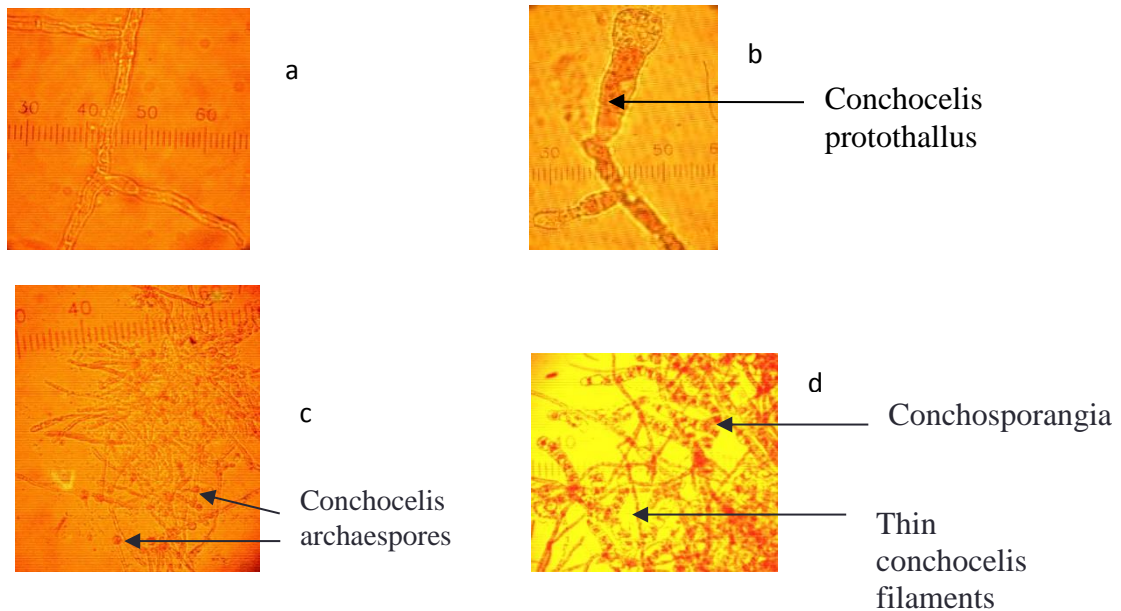 a
30 40 50 60
b
Conchocelis
protothallus
30 50
c
40
Conchocelis
archaespores
d
Conchosporangia
Thin
conchocelis
filaments